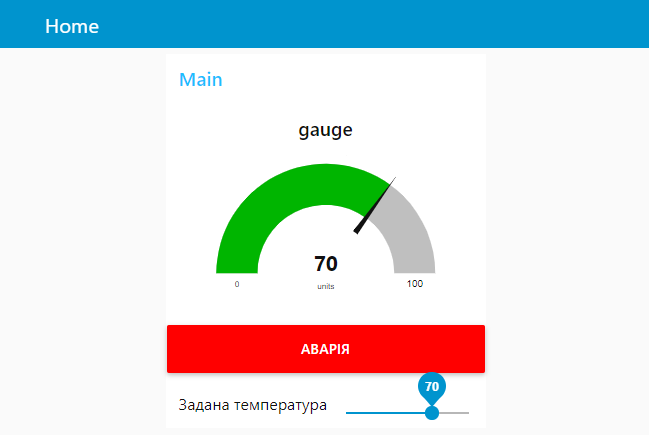 Home
Main
gauge
70
0
units
100
АВАРІЯ
70
Задана температура